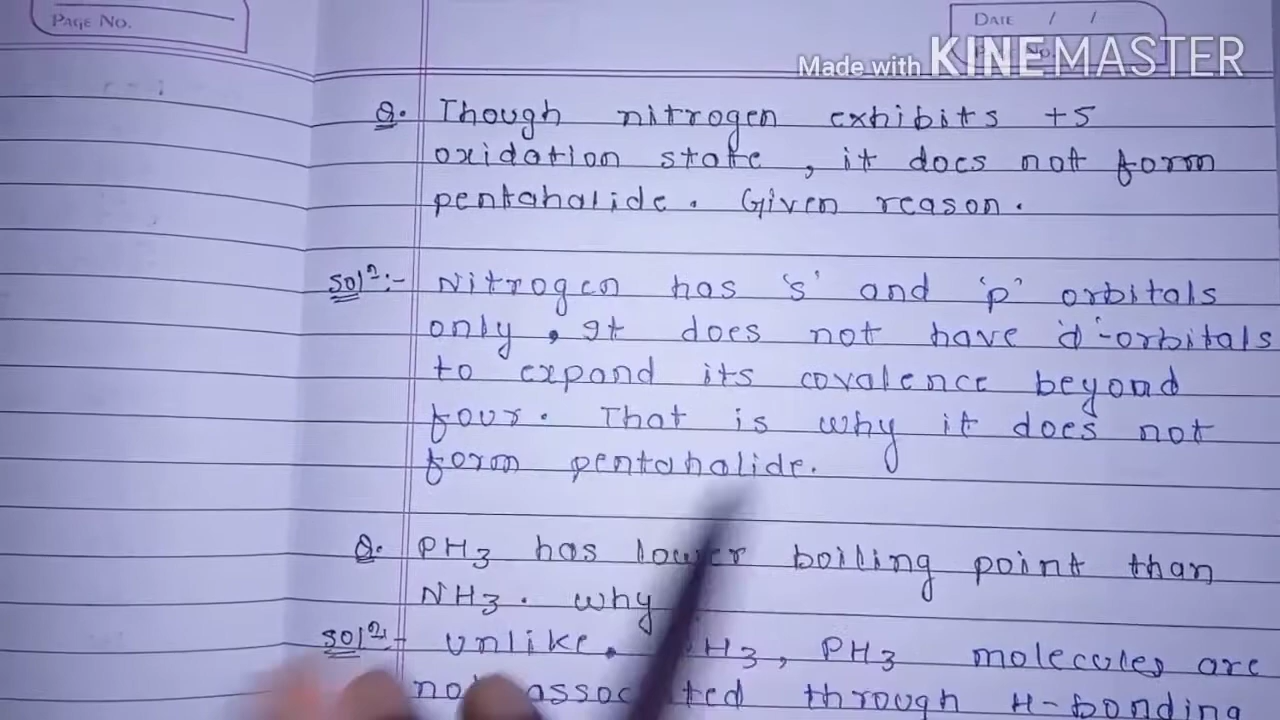 PAGE NO.
DATE / /
Made with KINEMASTER
Q. Though nitrogen exhibits +5
oxidation state, it does not form
pentahalide. Given reason.
Solⁿ:- Nitrogen has 's' and 'p' orbitals
only. It does not have d-orbitals
to expand its covalence beyond
four. That is why it does not
form pentahalide.
Q. PH3 has lower boiling point than
NH3. why
Solⁿ:- Unlike H3, PH3 molecules are
not associated through H-bonding